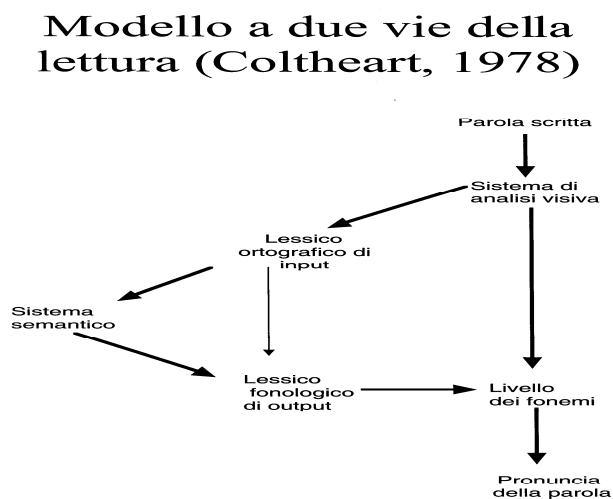 Modello a due vie della
lettura (Coltheart, 1978)
Parola scritta
Sistema di
analisi visiva
Lessico
ortografico di
input
Sistema
semantico
Lessico
fonologico
di output
Livello
dei fonemi
Pronuncia
della parola